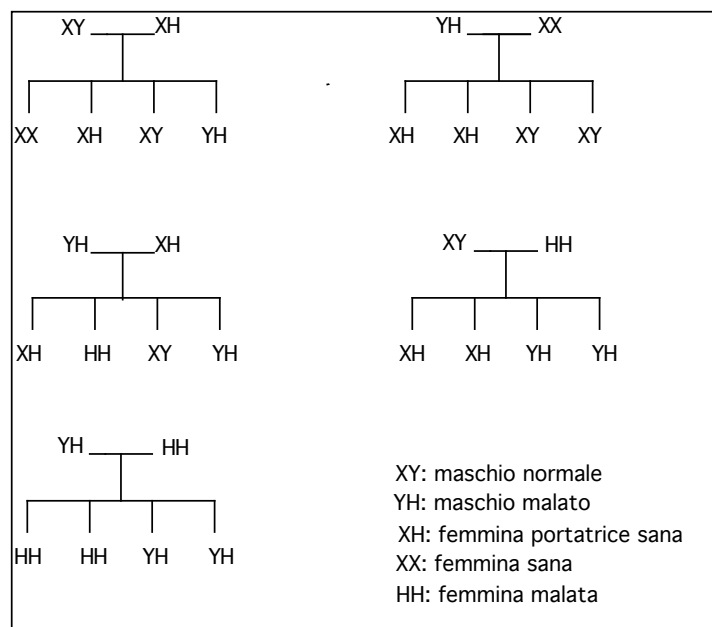 XY XH
XX XH XY YH
YH XX
XH XH XY XY
YH XH
XH HH XY YH
XY HH
XH XH YH YH
YH HH
HH HH YH YH
XY: maschio normale
YH: maschio malato
XH: femmina portatrice sana
XX: femmina sana
HH: femmina malata